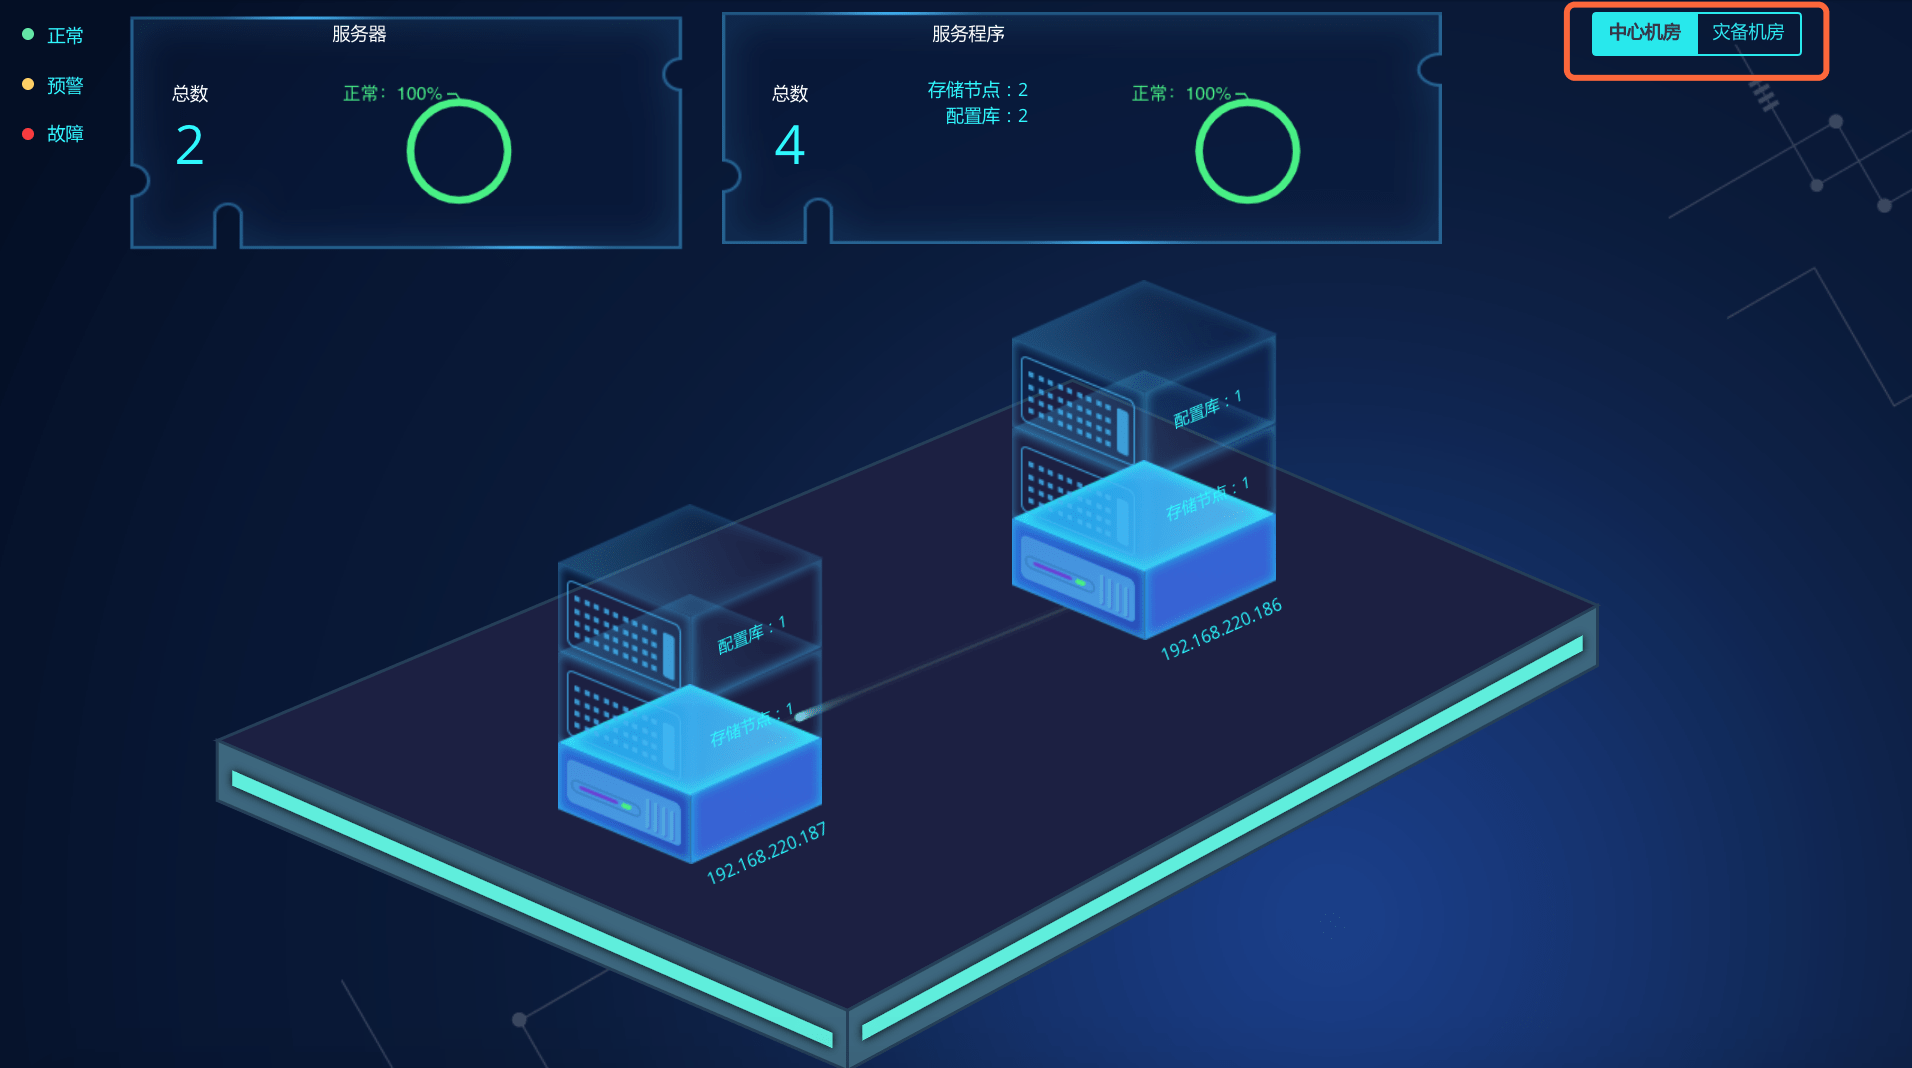 正常
预警
故障
服务器
总数
2
正常：100%
服务程序
总数
4
存储节点：2
配置库：2
正常：100%
中心机房
灾备机房
配置库：1
存储节点：1
192.168.220.186
配置库：1
存储节点：1
192.168.220.187